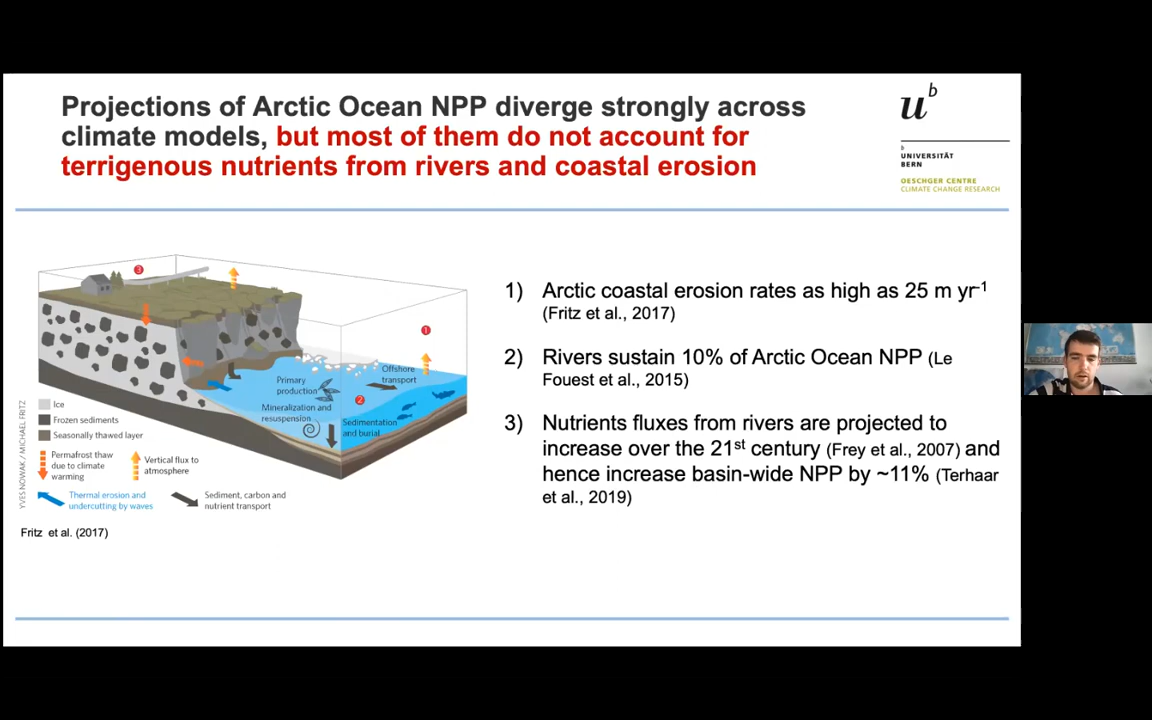 Projections of Arctic Ocean NPP diverge strongly across
climate models, but most of them do not account for
terrigenous nutrients from rivers and coastal erosion
u
b
b
UNIVERSITÄT
BERN
OESCHGER CENTRE
CLIMATE CHANGE RESEARCH
3
1
Offshore
transport
Primary
production
2
Mineralization and
resuspension
Sedimentation
and burial
Ice
Frozen sediments
Seasonally thawed layer
Permafrost thaw
due to climate
warming
Vertical flux to
atmosphere
Thermal erosion and
undercutting by waves
Sediment, carbon and
nutrient transport
YVES NOWAK / MICHAEL FRITZ
Fritz et al. (2017)
1) Arctic coastal erosion rates as high as 25 m yr-1
(Fritz et al., 2017)
2) Rivers sustain 10% of Arctic Ocean NPP (Le
Fouest et al., 2015)
3) Nutrients fluxes from rivers are projected to
increase over the 21st century (Frey et al., 2007) and
hence increase basin-wide NPP by ~11% (Terhaar
et al., 2019)